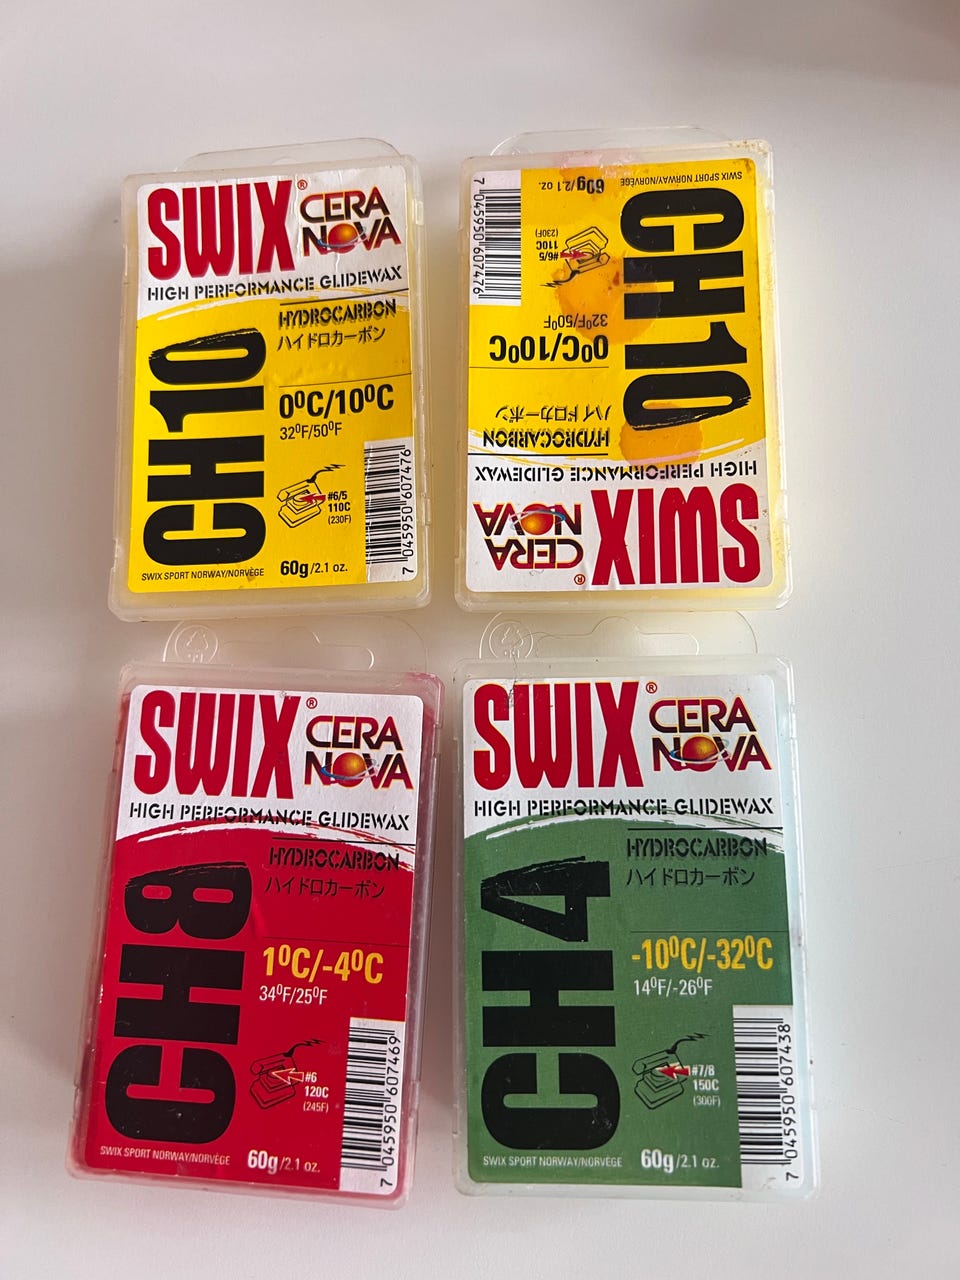 SWIX®
CERA
NOVA
HIGH PERFORMANCE GLIDEWAX
HYDROCARBON
ハイドロカーボン
CH10
0⁰C/10⁰C
32⁰F/50⁰F
#6/5
110C
(230F)
SWIX SPORT NORWAY/NORVÈGE
60g/2.1 oz.
7 045950 607476
SWIX®
CERA
NOVA
HIGH PERFORMANCE GLIDEWAX
HYDROCARBON
ハイドロカーボン
CH10
0⁰C/10⁰C
32⁰F/50⁰F
#6/5
110C
(230F)
SWIX SPORT NORWAY/NORVÈGE
60g/2.1 oz.
7 045950 607476
SWIX®
CERA
NOVA
HIGH PERFORMANCE GLIDEWAX
HYDROCARBON
ハイドロカーボン
CH8
1⁰C/-4⁰C
34⁰F/25⁰F
#6
120C
(245F)
SWIX SPORT NORWAY/NORVÈGE
60g/2.1 oz.
7 045950 607469
SWIX®
CERA
NOVA
HIGH PERFORMANCE GLIDEWAX
HYDROCARBON
ハイドロカーボン
CH4
-10⁰C/-32⁰C
14⁰F/-26⁰F
#7/8
150C
(300F)
SWIX SPORT NORWAY/NORVÈGE
60g/2.1 oz.
7 045950 607438